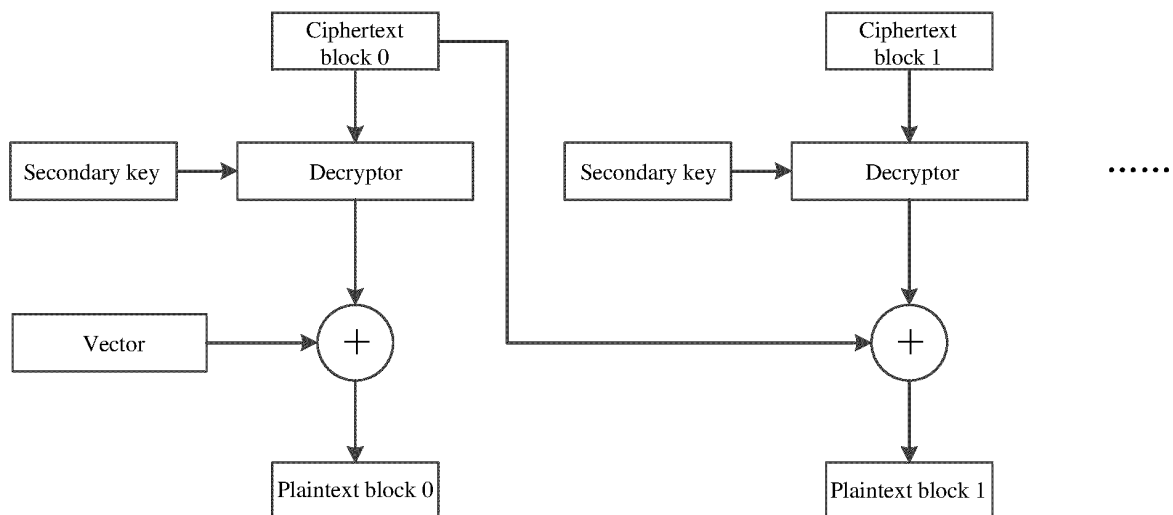 Ciphertext
block 0
Ciphertext
block 1
Secondary key
Decryptor
Secondary key
Decryptor
......
Vector
+
+
Plaintext block 0
Plaintext block 1